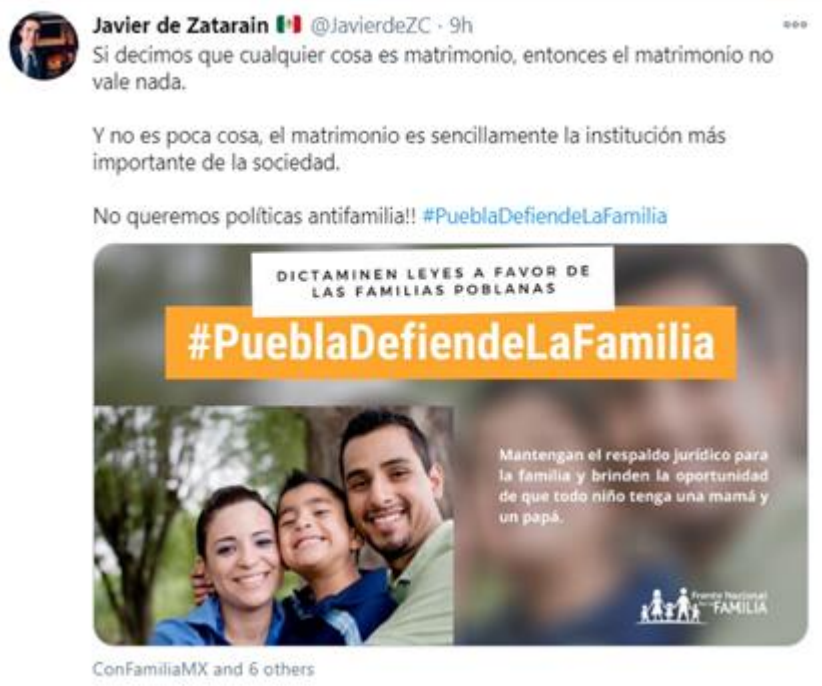 Javier de Zatarain 🇲🇽 @JavierdeZC · 9h
Si decimos que cualquier cosa es matrimonio, entonces el matrimonio no
vale nada.
Y no es poca cosa, el matrimonio es sencillamente la institución más
importante de la sociedad.
No queremos políticas antifamilia!! #PueblaDefiendeLaFamilia
DICTAMINEN LEYES A FAVOR DE
LAS FAMILIAS POBLANAS
#PueblaDefiendeLaFamilia
Mantengan el respaldo jurídico para
la familia y brinden la oportunidad
de que todo niño tenga una mamá y
un papá.
Frente Nacional
FAMILIA
ConFamiliaMX and 6 others